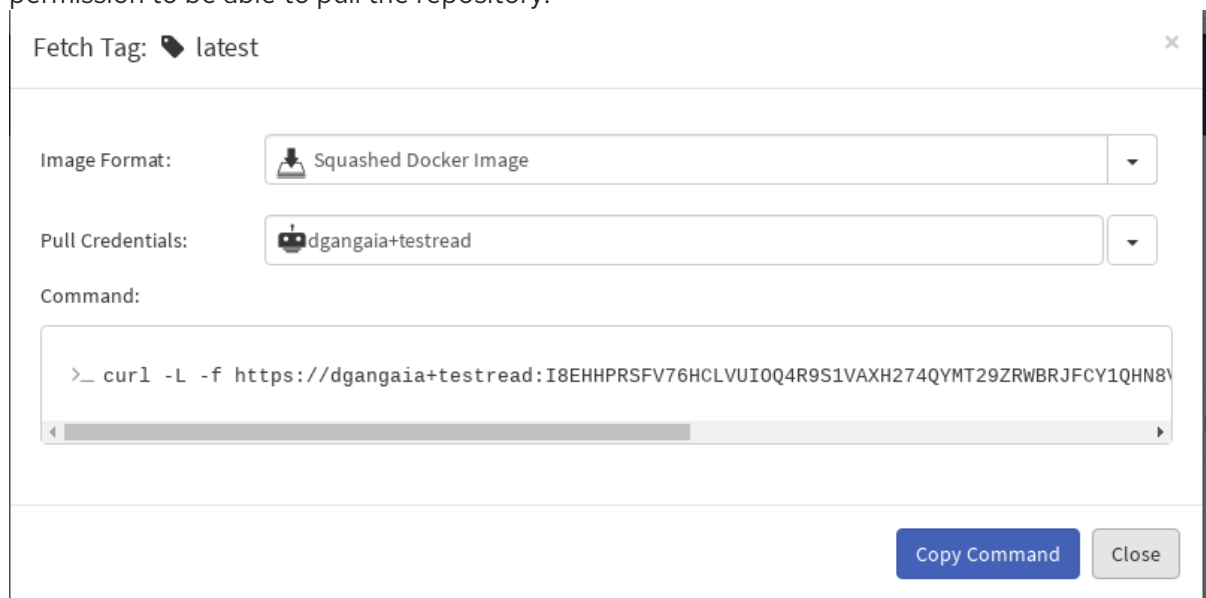 permission to be able to pull the repository.
Fetch Tag: latest
×
Image Format: Squashed Docker Image
Pull Credentials: dgangaia+testread
Command:
>_ curl -L -f https://dgangaia+testread:I8EHHPRSFV76HCLVUIOQ4R9S1VAXH274QYMT29ZRWBRJFCY1QHN8
Copy Command Close